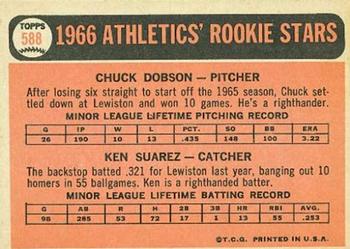 TOPPS
588
1966 ATHLETICS' ROOKIE STARS
CHUCK DOBSON — PITCHER
After losing six straight to start off the 1965 season, Chuck set-
tled down at Lewiston and won 10 games. He's a righthander.
MINOR LEAGUE LIFETIME PITCHING RECORD
G IP W L PCT. SO BB ERA
26 190 10 13 .435 148 100 3.22
KEN SUAREZ — CATCHER
The backstop batted .321 for Lewiston last year, banging out 10
homers in 55 ballgames. Ken is a righthanded batter.
MINOR LEAGUE LIFETIME BATTING RECORD
G AB R H 2B 3B HR RBI AVG.
98 285 53 72 17 1 13 55 .253
©T.C.G. PRINTED IN U.S.A.